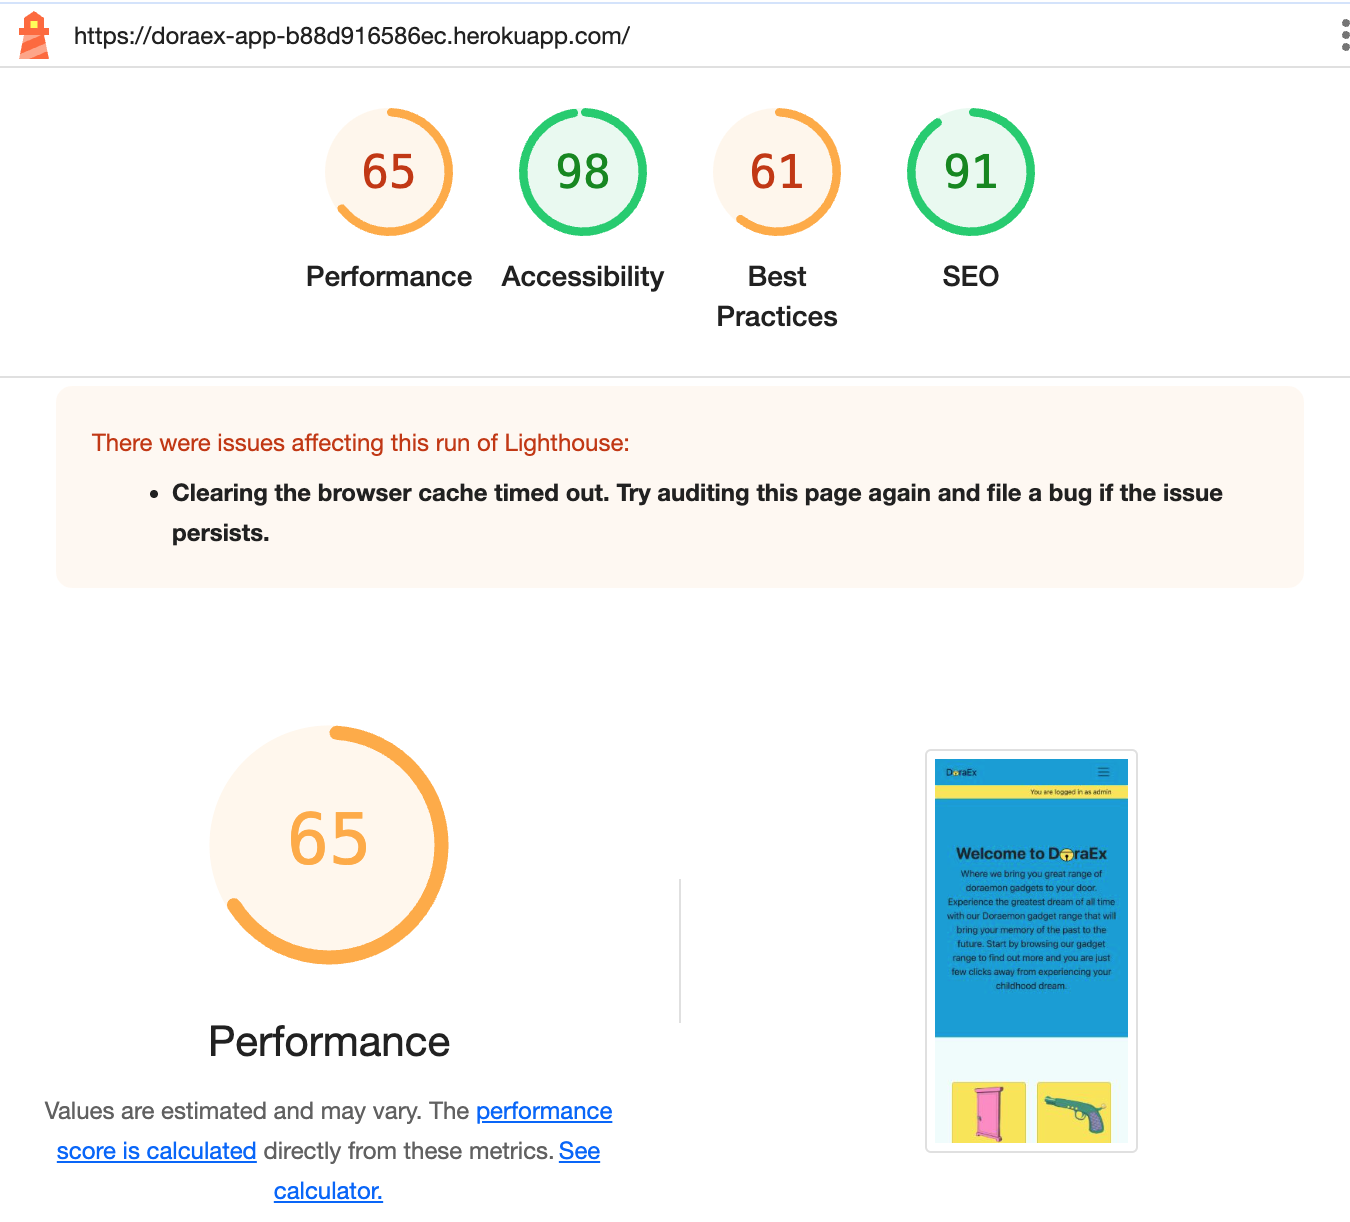 https://doraex-app-b88d916586ec.herokuapp.com/
65
98
61
91
Performance
Accessibility
Best
Practices
SEO
There were issues affecting this run of Lighthouse:
• Clearing the browser cache timed out. Try auditing this page again and file a bug if the issue
persists.
65
Performance
Values are estimated and may vary. The performance
score is calculated directly from these metrics. See
calculator.
DoraEx
You are logged in as admin
Welcome to DoraEx
Where we bring you great range of
doraemon gadgets to your door.
Experience the greatest dream of all time
with our Doraemon gadget range that will
bring your memory of the past to the
future. Start by browsing our gadget
range to find out more and you are just
few clicks away from experiencing your
childhood dream.